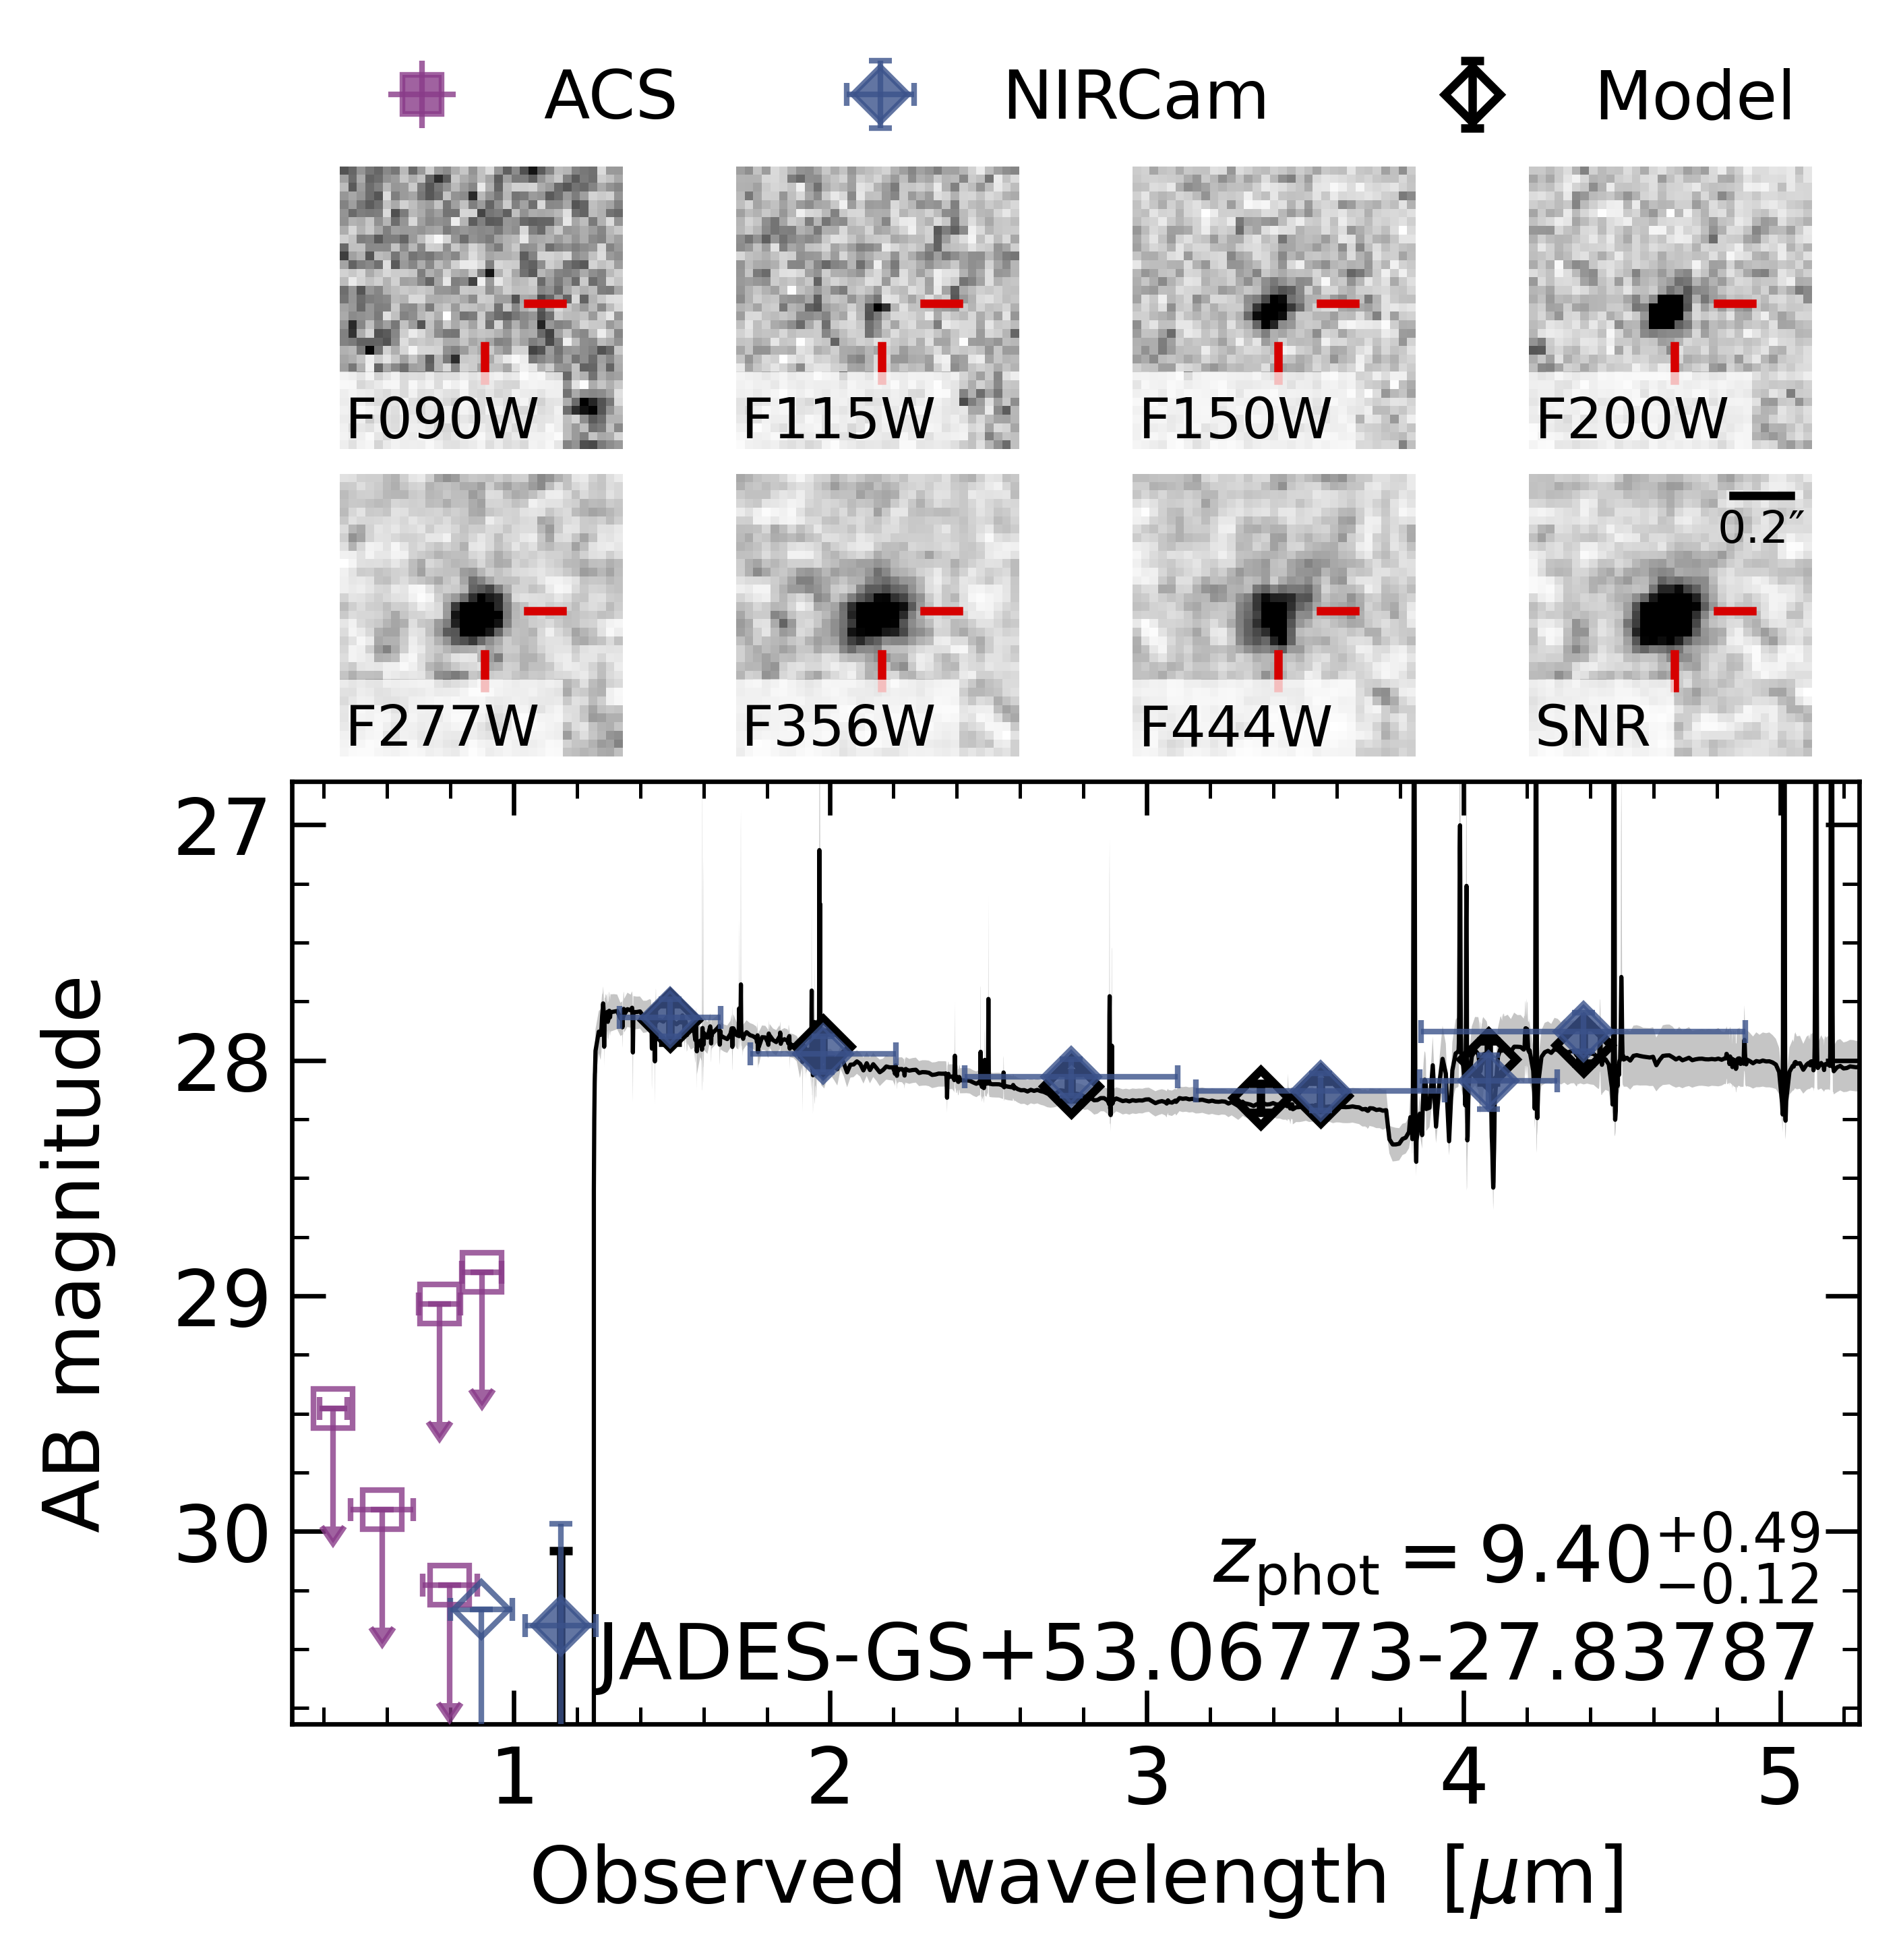 ACS NIRCam Model
F090W F115W F150W F200W
0.2″
F277W F356W F444W SNR
27
28
29
30
AB magnitude
z_phot = 9.40^{+0.49}_{−0.12}
JADES-GS+53.06773-27.83787
1 2 3 4 5
Observed wavelength [μm]